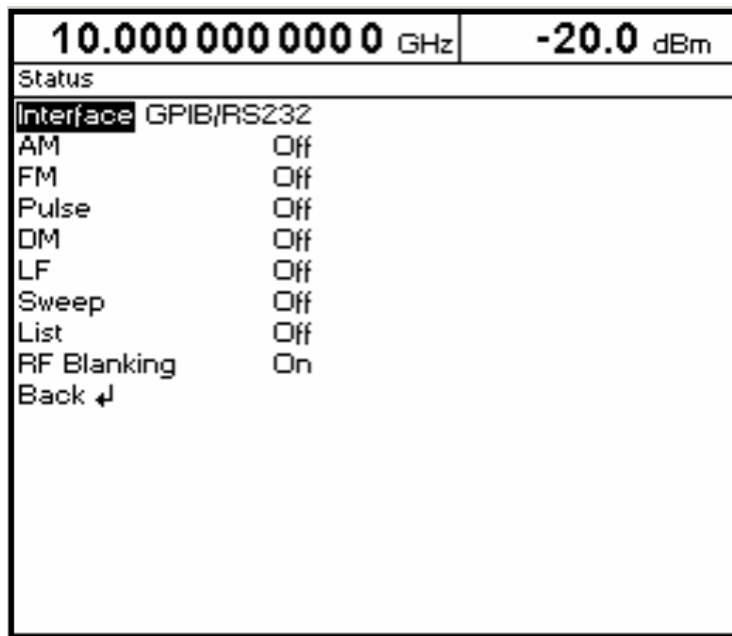 10.000 000 000 0 GHz -20.0 dBm
Status
Interface GPIB/RS232
AM Off
FM Off
Pulse Off
DM Off
LF Off
Sweep Off
List Off
RF Blanking On
Back ↲